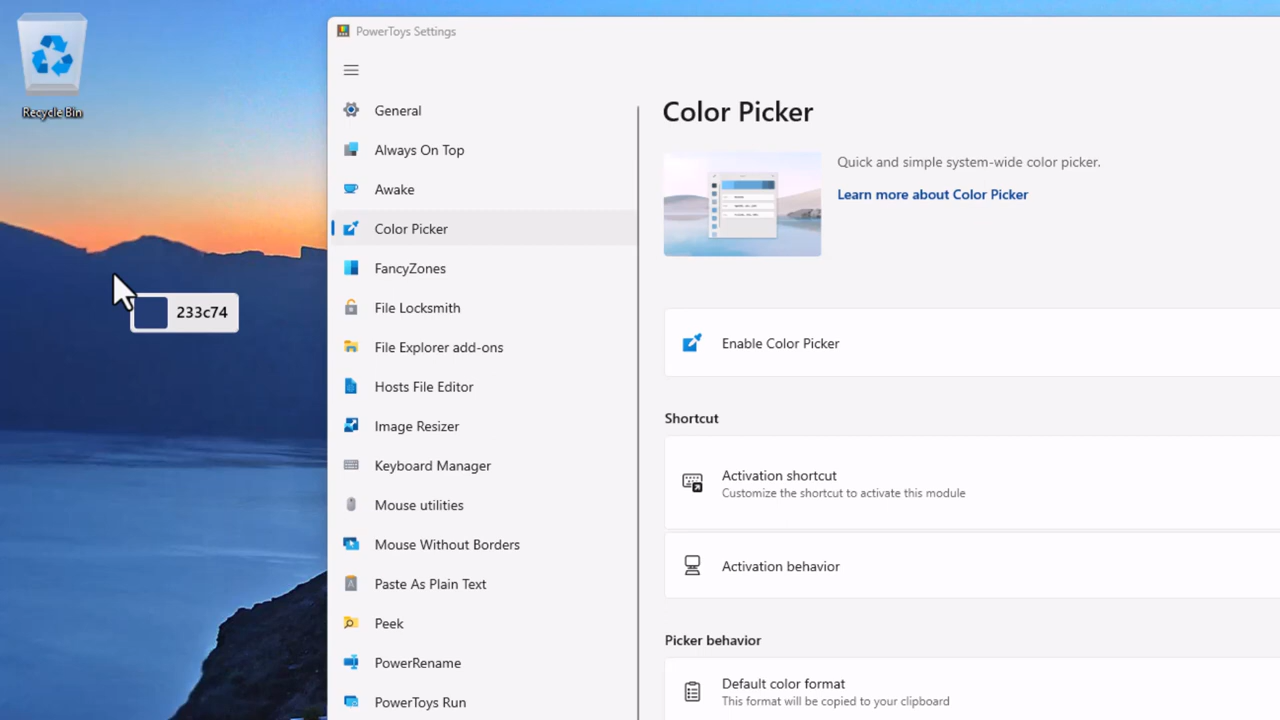 Recycle Bin
233c74
PowerToys Settings
General
Always On Top
Awake
Color Picker
FancyZones
File Locksmith
File Explorer add-ons
Hosts File Editor
Image Resizer
Keyboard Manager
Mouse utilities
Mouse Without Borders
Paste As Plain Text
Peek
PowerRename
PowerToys Run
Color Picker
Quick and simple system-wide color picker.
Learn more about Color Picker
Enable Color Picker
Shortcut
Activation shortcut
Customize the shortcut to activate this module
Activation behavior
Picker behavior
Default color format
This format will be copied to your clipboard